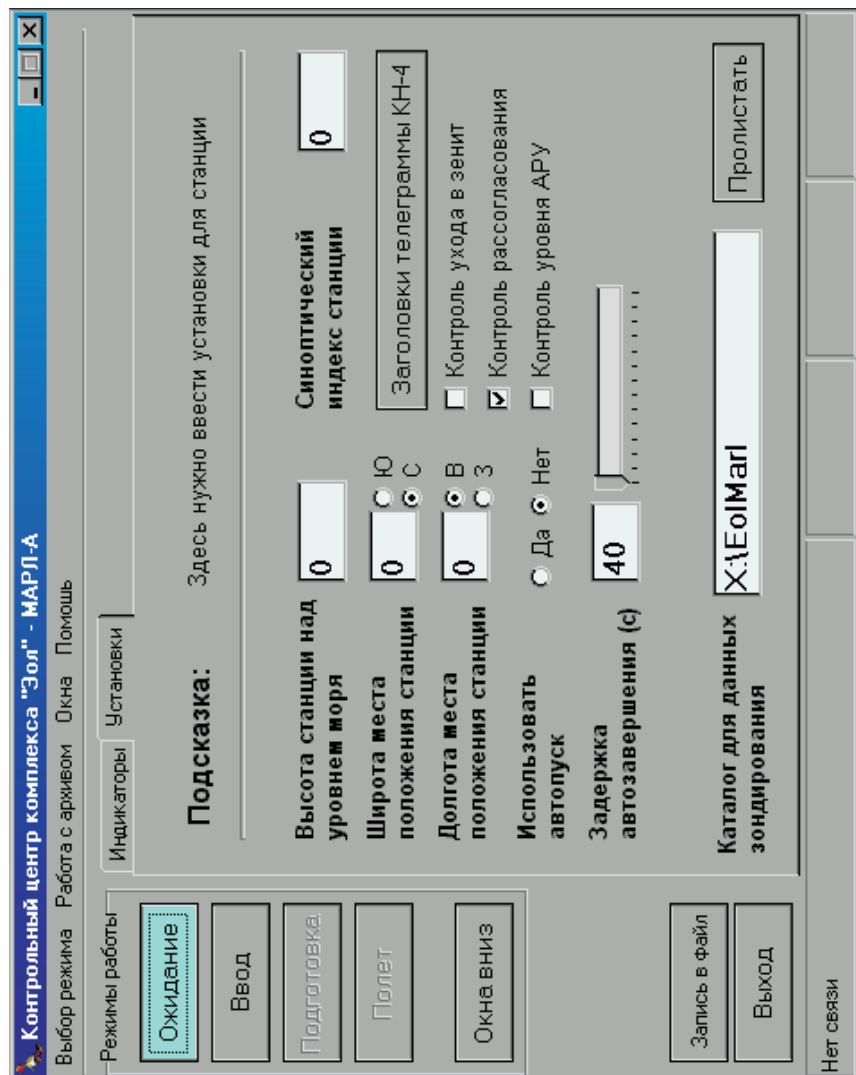 Контрольный центр комплекса "Эол" - МАРЛ-А
Выбор режима Работа с архивом Окна Помошь
Режимы работы
Ожидание
Ввод
Подготовка
Полет
Окна вниз
Запись в файл
Выход
Индикаторы Установки
Подсказка: Здесь нужно ввести установки для станции
Высота станции над
уровнем моря
0
Синоптический
индекс станции
0
Широта места
положения станции
0
Ю
С
Заголовки телеграммы КН-4
Долгота места
положения станции
0
В
З
Контроль ухода в зенит
Контроль рассогласования
Контроль уровня АРУ
Использовать
автопуск
Да Нет
Задержка
автозавершения (с)
40
Каталог для данных
зондирования
X:\EolMarl
Пролистать
Нет связи